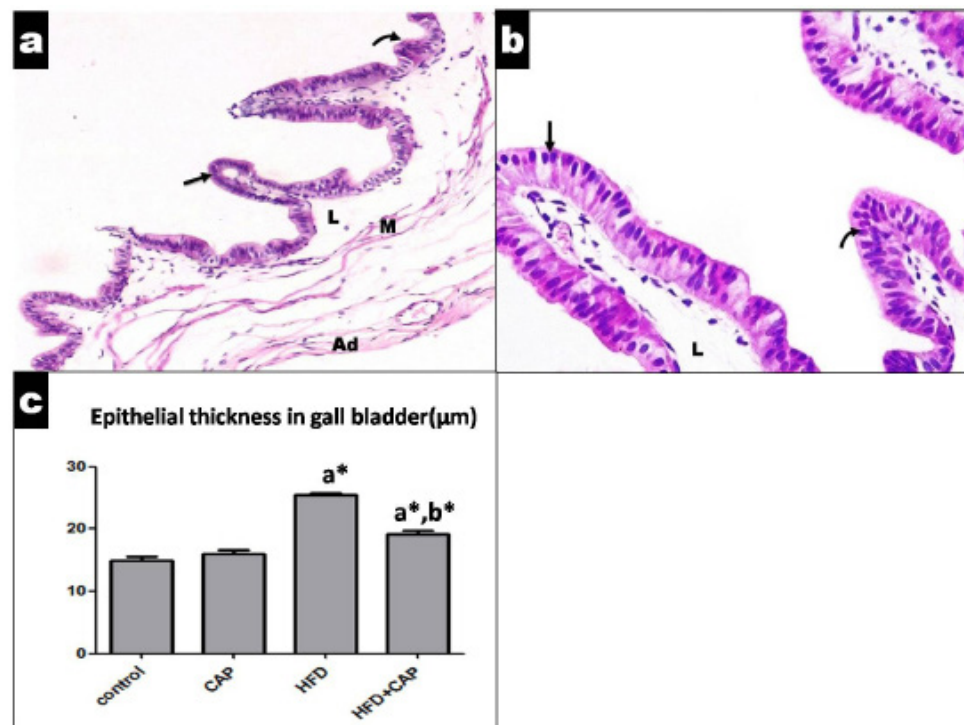 a
b
L
M
Ad
L
c
Epithelial thickness in gall bladder(µm)
30
20
10
0
a*
a*,b*
control
CAP
HFD
HFD+CAP